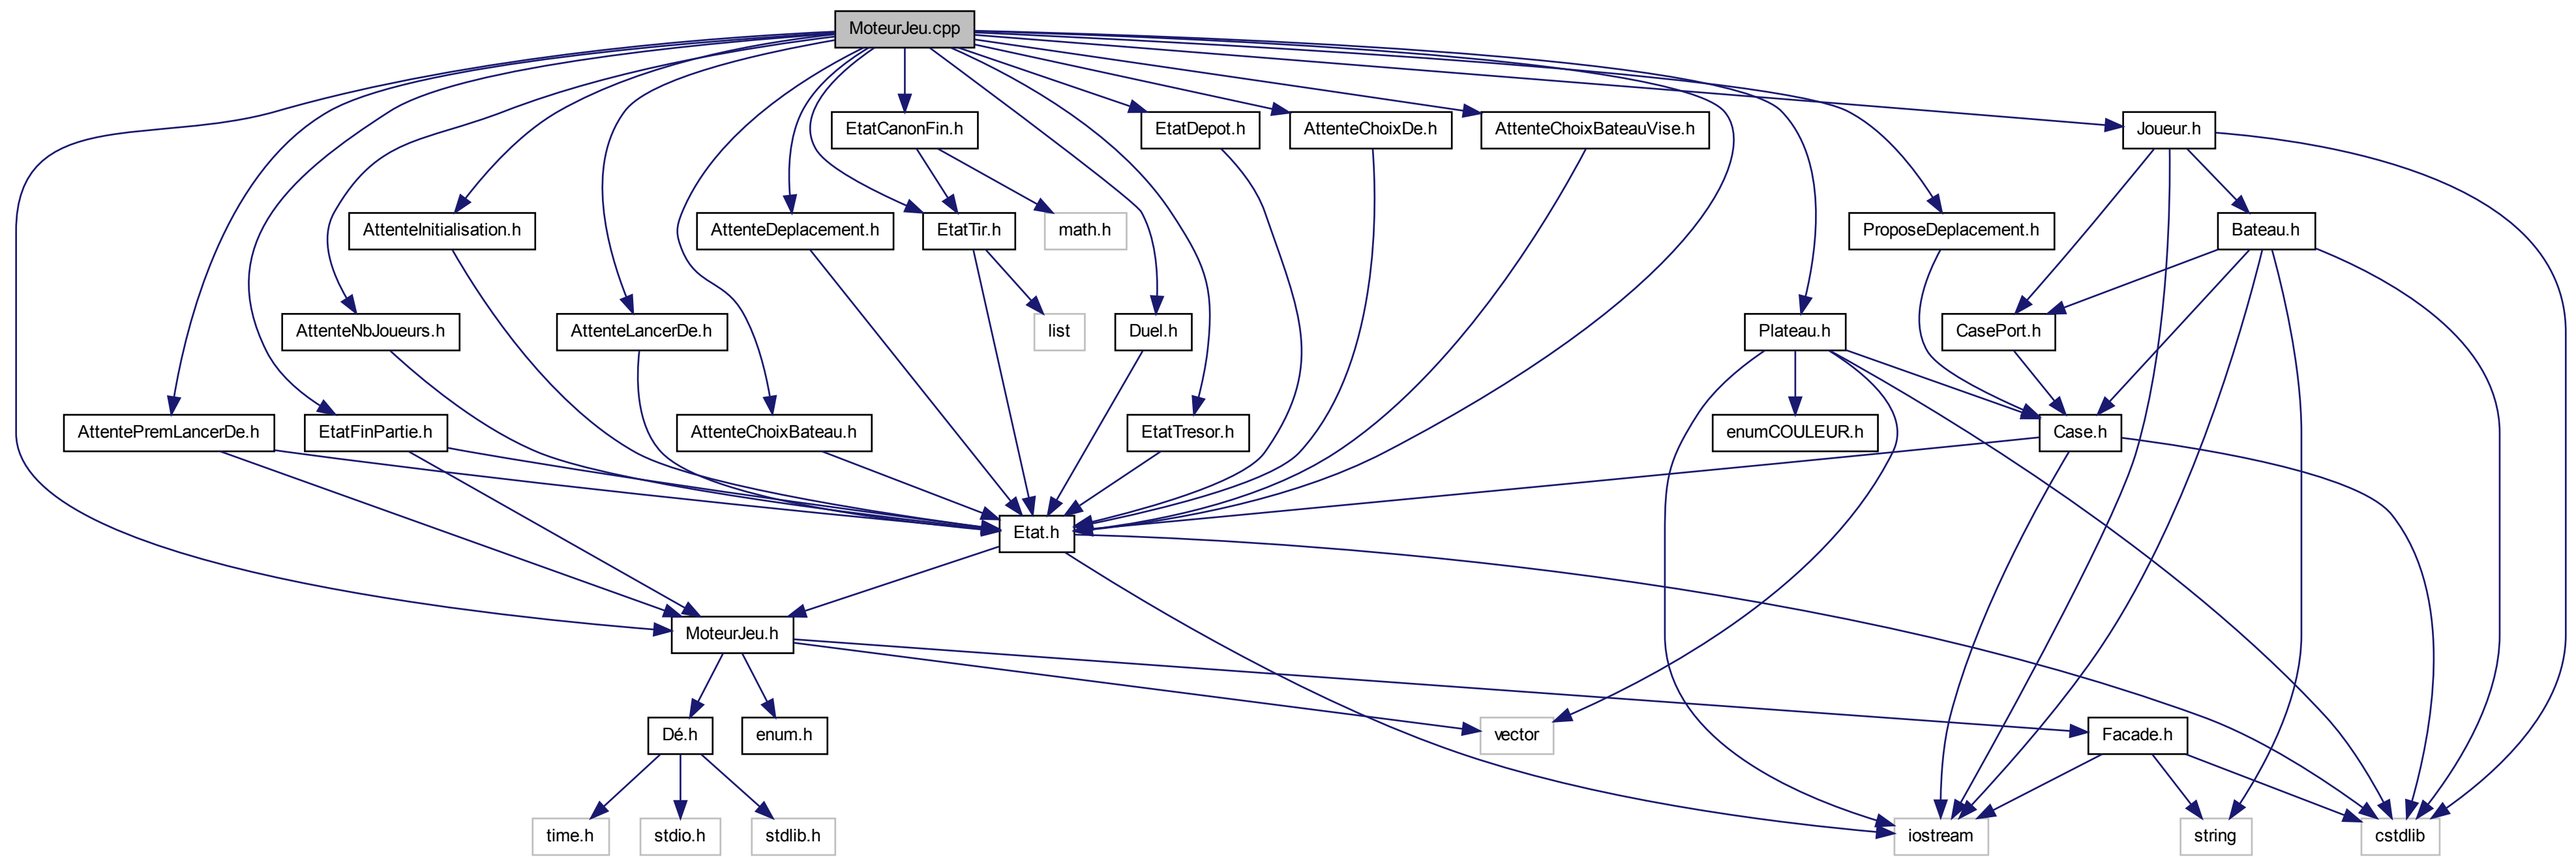 MoteurJeu.cpp
EtatCanonFin.h
EtatDepot.h
AttenteChoixDe.h
AttenteChoixBateauVise.h
Joueur.h
AttenteInitialisation.h
AttenteDeplacement.h
EtatTir.h
math.h
ProposeDeplacement.h
Bateau.h
AttenteNbJoueurs.h
AttenteLancerDe.h
list
Duel.h
Plateau.h
CasePort.h
AttentePremLancerDe.h
EtatFinPartie.h
AttenteChoixBateau.h
EtatTresor.h
enumCOULEUR.h
Case.h
Etat.h
MoteurJeu.h
Dé.h
enum.h
vector
Facade.h
time.h
stdio.h
stdlib.h
iostream
string
cstdlib